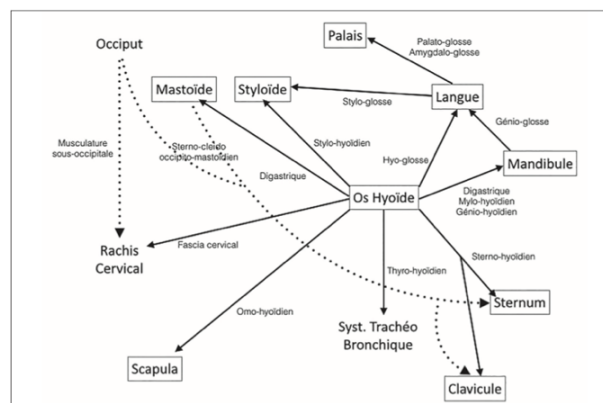 Palais
Occiput
Palato-glosse
Amygdalo-glosse
Mastoïde
Styloïde
Langue
Stylo-glosse
Génio-glosse
Musculature
sous-occipitale
Sterno-cleido
occipito-mastoïdien
Stylo-hyoïdien
Hyo-glosse
Mandibule
Digastrique
Os Hyoïde
Digastrique
Mylo-hyoïdien
Génio-hyoïdien
Rachis
Cervical
Fascia cervical
Sterno-hyoïdien
Thyro-hyoïdien
Omo-hyoïdien
Sternum
Syst. Trachéo
Bronchique
Scapula
Clavicule